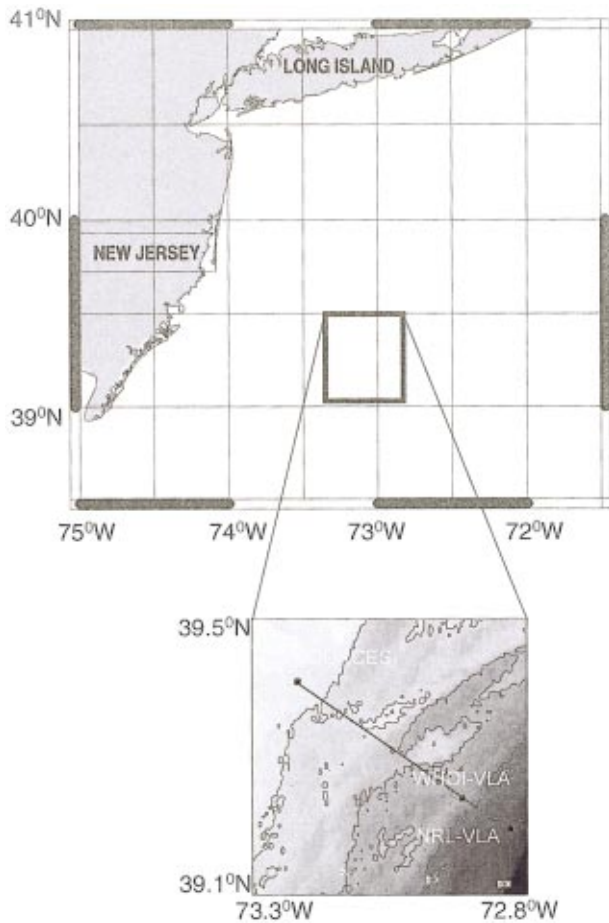 41⁰N
LONG ISLAND
40⁰N
NEW JERSEY
39⁰N
75⁰W 74⁰W 73⁰W 72⁰W
39.5⁰N
WHOI-VLA
NRL-VLA
39.1⁰N
73.3⁰W 72.8⁰W